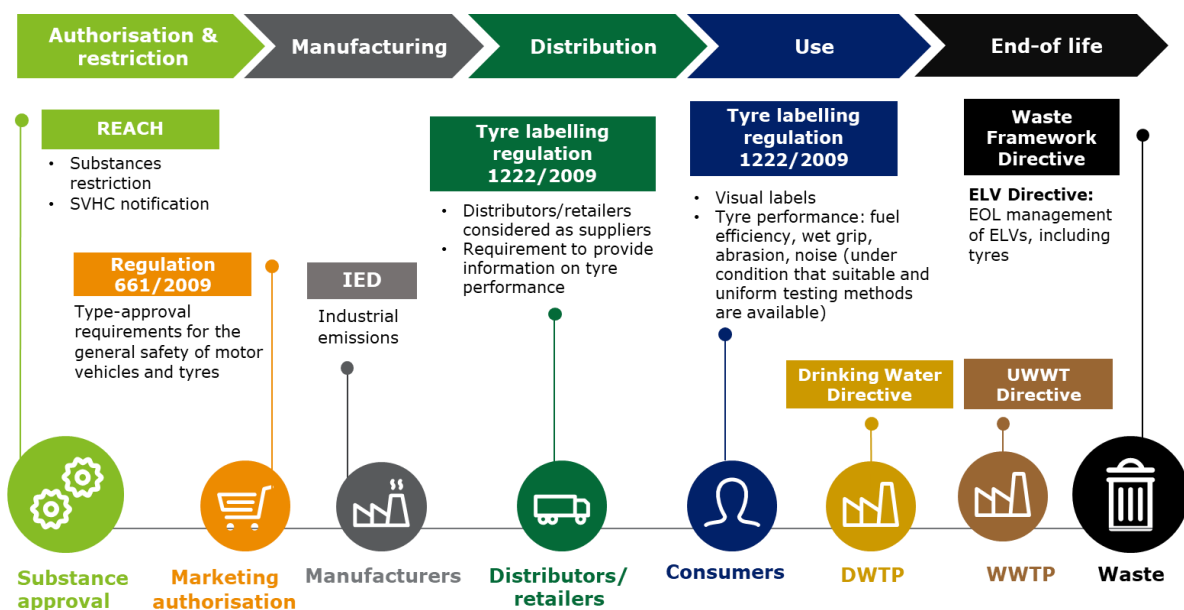 Authorisation &
restriction
Manufacturing
Distribution
Use
End-of life
REACH
• Substances
restriction
• SVHC notification
Regulation
661/2009
Type-approval
requirements for the
general safety of motor
vehicles and tyres
IED
Industrial
emissions
Tyre labelling
regulation
1222/2009
• Distributors/retailers
considered as suppliers
• Requirement to provide
information on tyre
performance
Tyre labelling
regulation
1222/2009
• Visual labels
• Tyre performance: fuel
efficiency, wet grip,
abrasion, noise (under
condition that suitable and
uniform testing methods
are available)
Waste
Framework
Directive
ELV Directive:
EOL management
of ELVs, including
tyres
Drinking Water
Directive
UWWT
Directive
Substance
approval
Marketing
authorisation
Manufacturers
Distributors/
retailers
Consumers
DWTP
WWTP
Waste